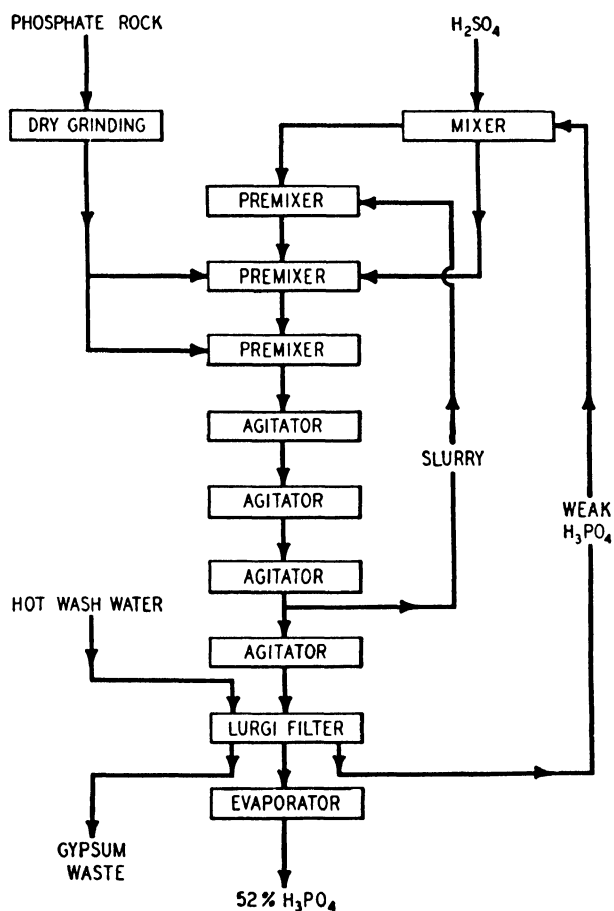 PHOSPHATE ROCK
H₂SO₄
DRY GRINDING
MIXER
PREMIXER
PREMIXER
PREMIXER
AGITATOR
SLURRY
AGITATOR
WEAK
H₃PO₄
AGITATOR
HOT WASH WATER
AGITATOR
LURGI FILTER
EVAPORATOR
GYPSUM
WASTE
52% H₃PO₄